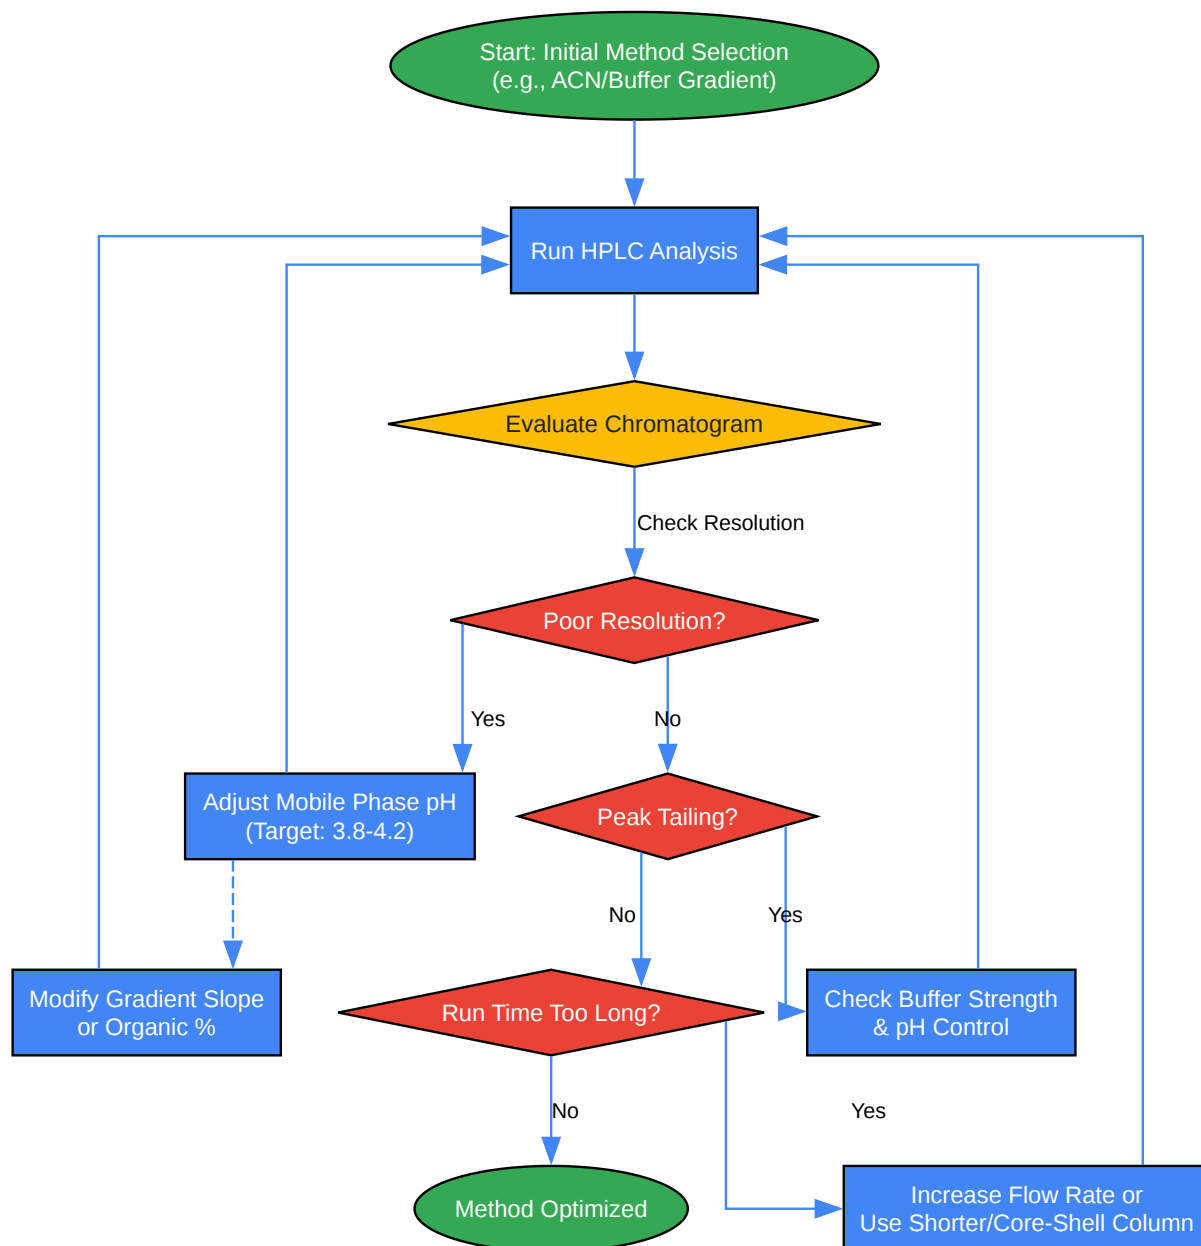 Start: Initial Method Selection
(e.g., ACN/Buffer Gradient)
Run HPLC Analysis
Evaluate Chromatogram
Check Resolution
Poor Resolution?
Yes
No
Adjust Mobile Phase pH
(Target: 3.8-4.2)
Peak Tailing?
No
Yes
Modify Gradient Slope
or Organic %
Run Time Too Long?
Check Buffer Strength
& pH Control
No
Yes
Method Optimized
Increase Flow Rate or
Use Shorter/Core-Shell Column